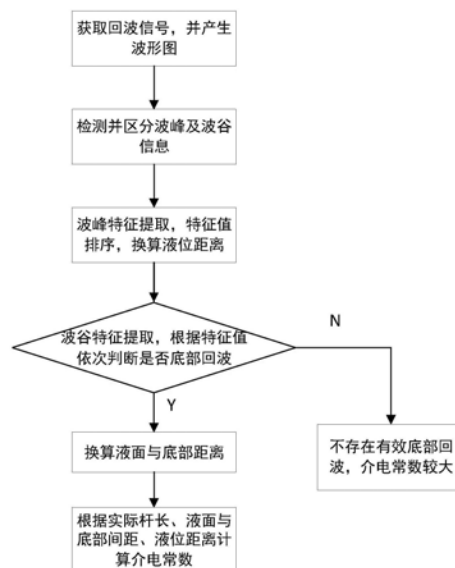 获取回波信号，并产生
波形图
检测并区分波峰及波谷
信息
波峰特征提取，特征值
排序，换算液位距离
波谷特征提取，根据特征值
依次判断是否底部回波
N
Y
换算液面与底部距离
不存在有效底部回
波，介电常数较大
根据实际杆长、液面与
底部间距、液位距离计
算介电常数